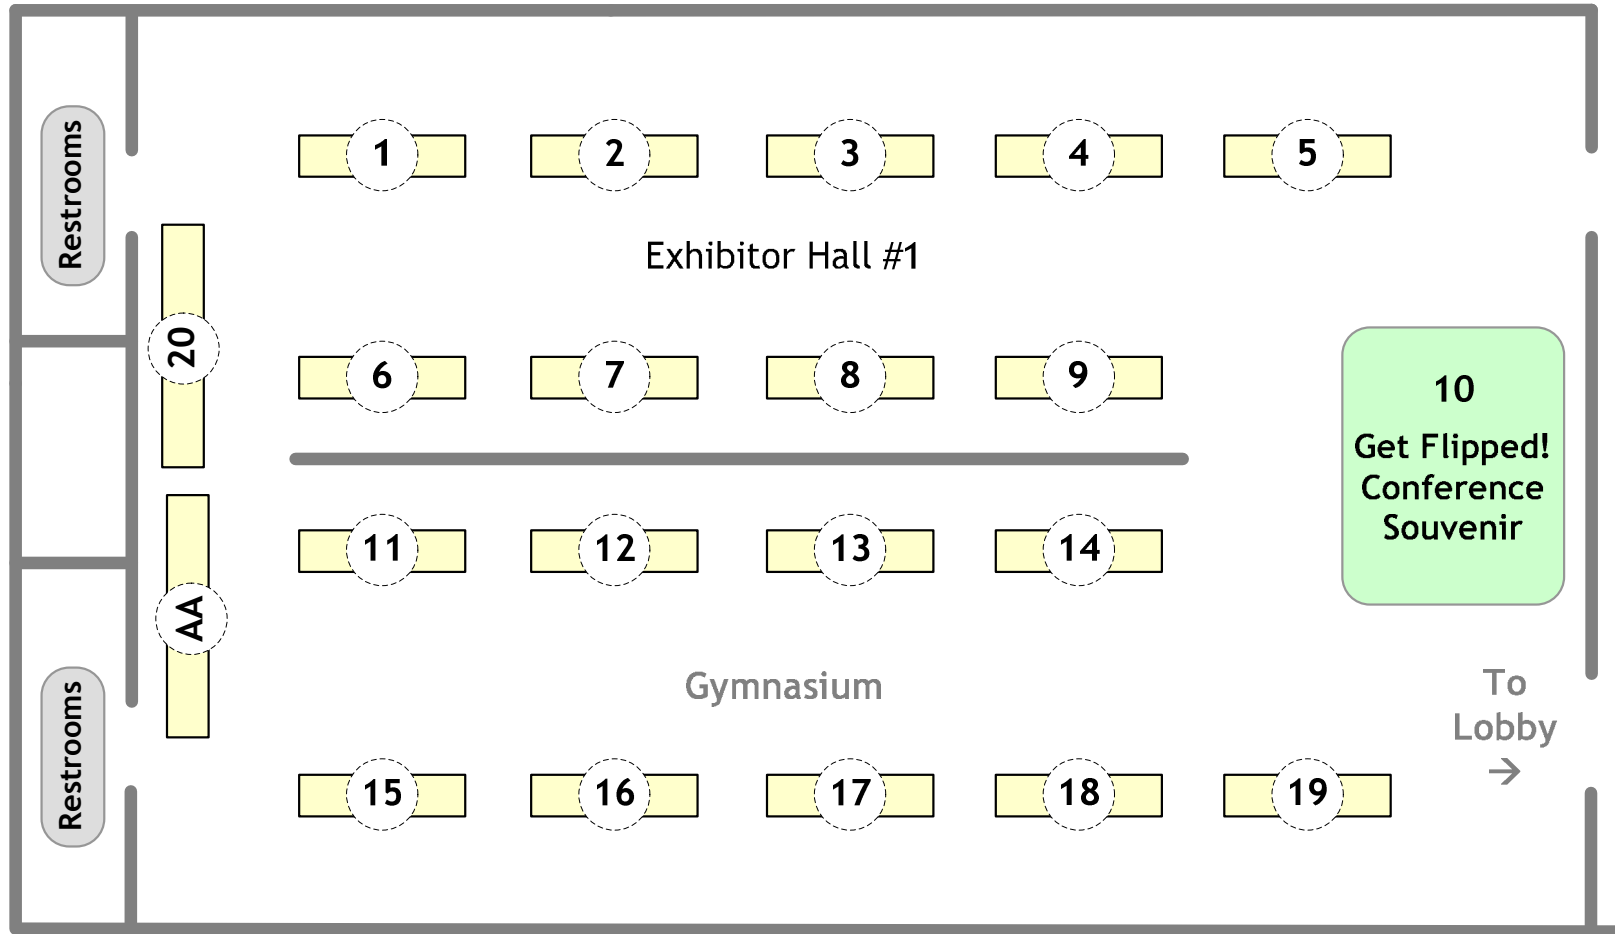 Restrooms
1
2
3
4
5
Exhibitor Hall #1
20
6
7
8
9
10
Get Flipped!
Conference
Souvenir
11
12
13
14
AA
Gymnasium
To
Lobby
→
Restrooms
15
16
17
18
19